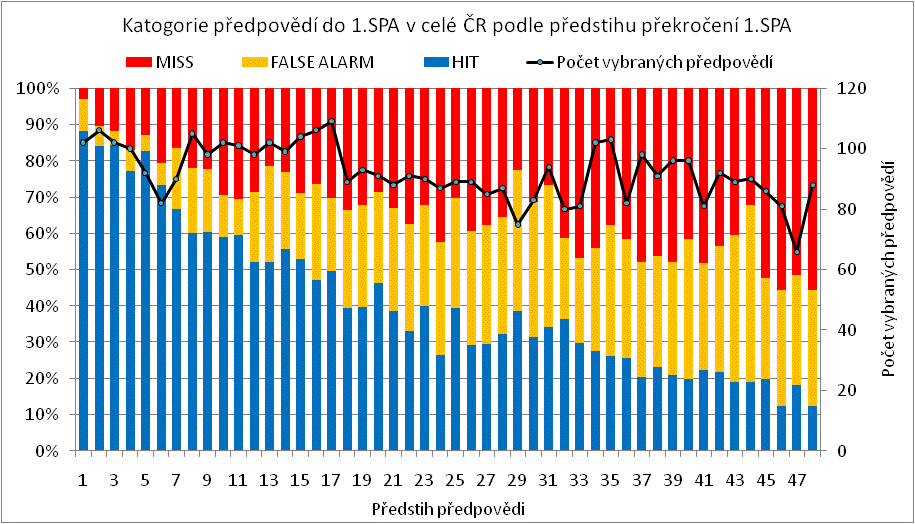 Katogorie předpovědí do 1.SPA v celé ČR podle předstihu překročení 1.SPA
MISS FALSE ALARM HIT Počet vybraných předpovědí
100% 120
90%
80% 100
70%
80
60%
50% 60
40%
40
30%
20% 20
10%
0% 0
Počet vybraných předpovědí
1 3 5 7 9 11 13 15 17 19 21 23 25 27 29 31 33 35 37 39 41 43 45 47
Předstih předpovědi